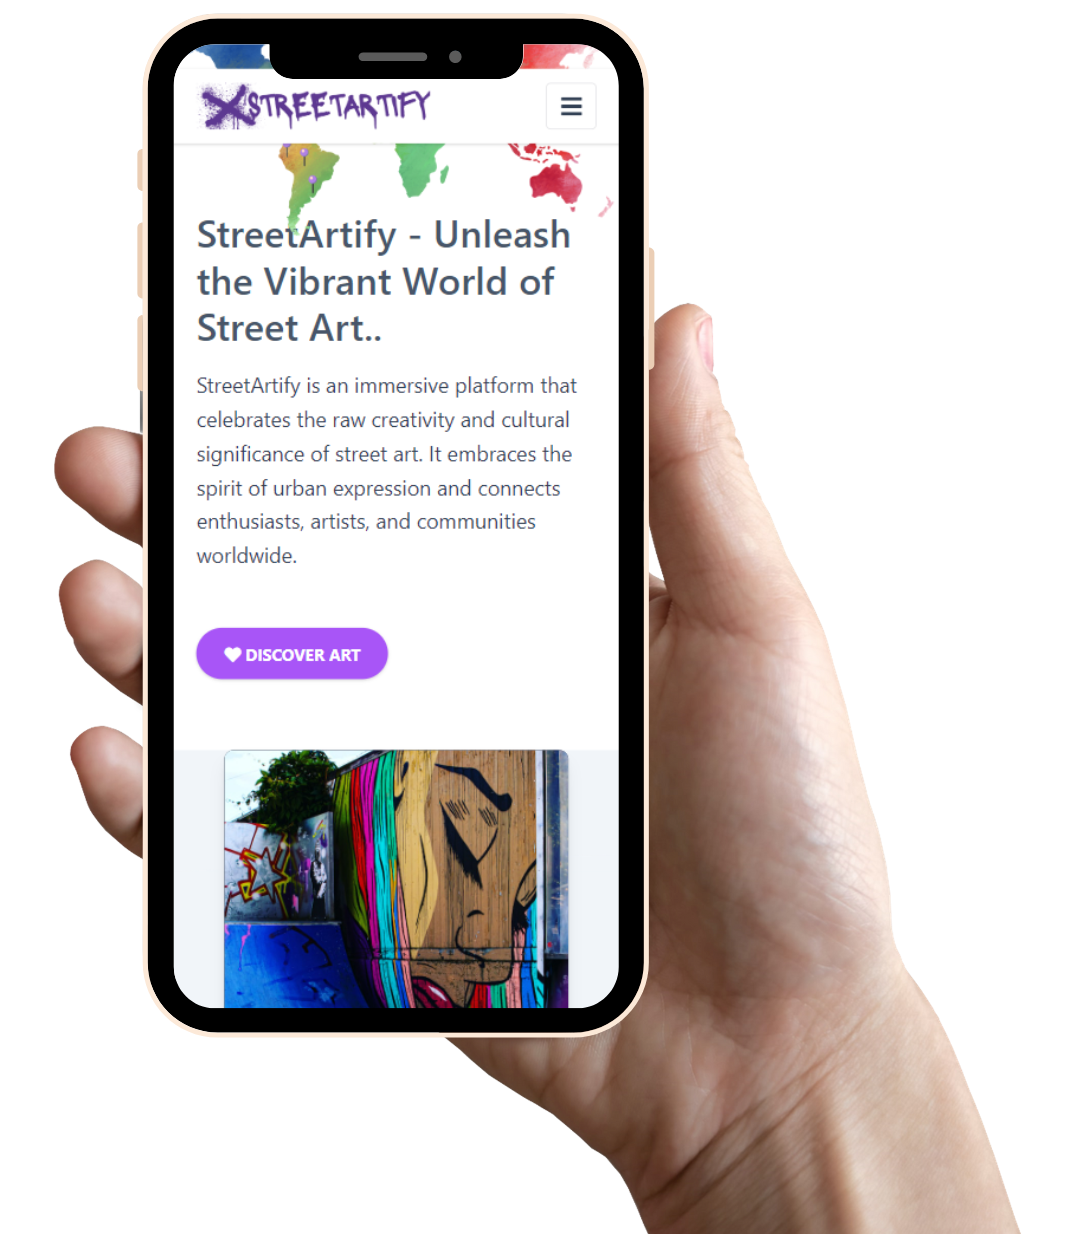 STREETARTIFY
StreetArtify - Unleash
the Vibrant World of
Street Art..
StreetArtify is an immersive platform that
celebrates the raw creativity and cultural
significance of street art. It embraces the
spirit of urban expression and connects
enthusiasts, artists, and communities
worldwide.
DISCOVER ART